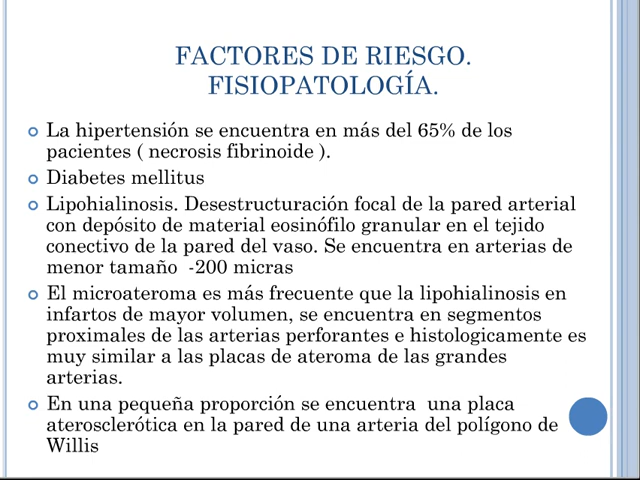 FACTORES DE RIESGO.
FISIOPATOLOGÍA.
La hipertensión se encuentra en más del 65% de los
pacientes ( necrosis fibrinoide ).
Diabetes mellitus
Lipohialinosis. Desestructuración focal de la pared arterial
con depósito de material eosinófilo granular en el tejido
conectivo de la pared del vaso. Se encuentra en arterias de
menor tamaño -200 micras
El microateroma es más frecuente que la lipohialinosis en
infartos de mayor volumen, se encuentra en segmentos
proximales de las arterias perforantes e histologicamente es
muy similar a las placas de ateroma de las grandes
arterias.
En una pequeña proporción se encuentra una placa
aterosclerótica en la pared de una arteria del polígono de
Willis